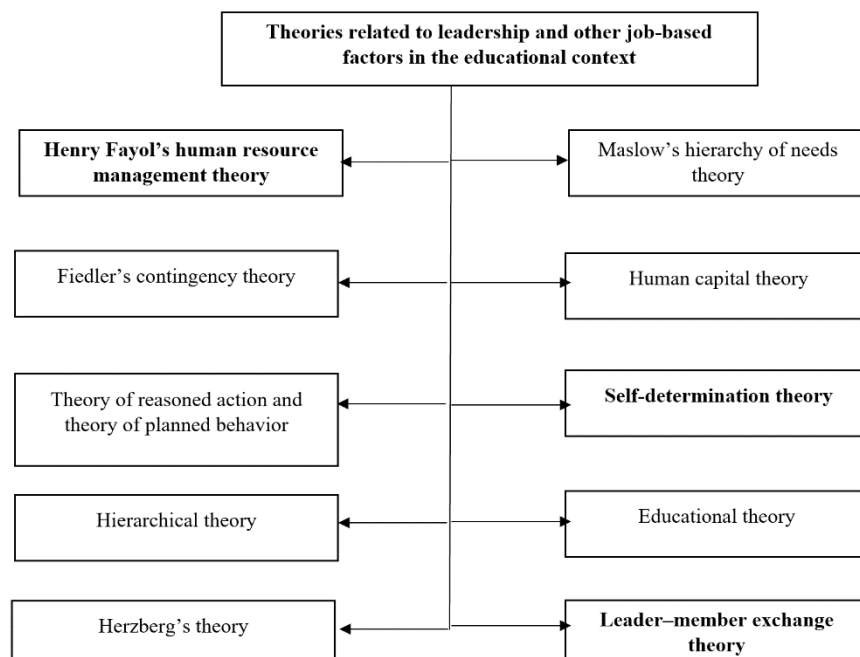 Theories related to leadership and other job-based
factors in the educational context
Henry Fayol’s human resource
management theory
Maslow’s hierarchy of needs
theory
Fiedler’s contingency theory
Human capital theory
Theory of reasoned action and
theory of planned behavior
Self-determination theory
Hierarchical theory
Educational theory
Herzberg’s theory
Leader–member exchange
theory